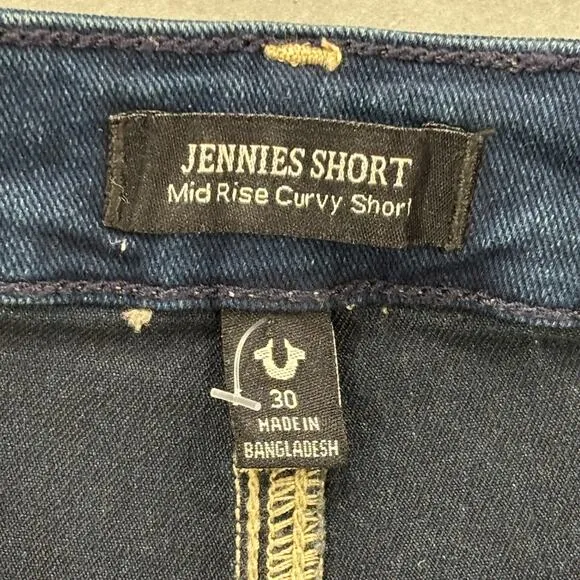 JENNIES SHORT
Mid Rise Curvy Short
30
MADE IN
BANGLADESH